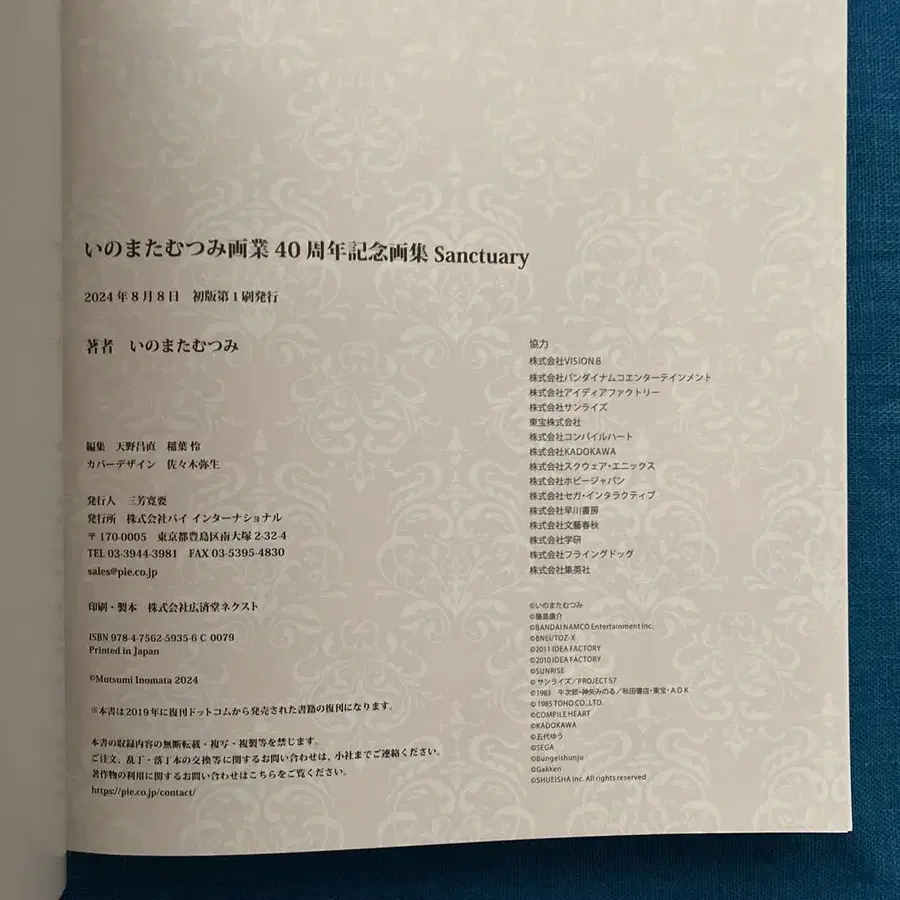 いのまたむつみ画業40周年記念画集 Sanctuary
2024年8月8日 初版第1刷発行
著者 いのまたむつみ
編集 天野昌直 稲葉怜
カバーデザイン 佐々木弥生
発行人 三芳寛要
発行所 株式会社パイ インターナショナル
〒170-0005 東京都豊島区南大塚2-32-4
TEL 03-3944-3981 FAX 03-5395-4830
sales@pie.co.jp
印刷・製本 株式会社広済堂ネクスト
ISBN 978-4-7562-5935-6 C 0079
Printed in Japan
©Mutsumi Inomata 2024
※本書は2019年に復刊ドットコムから発売された書籍の復刊になります。
本書の収録内容の無断転載・複写・複製等を禁じます。
ご注文、乱丁・落丁本の交換等に関するお問い合わせは、小社までご連絡ください。
著作物の利用に関するお問い合わせはこちらをご覧ください。
https://pie.co.jp/contact/
協力
株式会社VISION8
株式会社バンダイナムコエンターテインメント
株式会社アイディアファクトリー
株式会社サンライズ
東宝株式会社
株式会社コンパイルハート
株式会社KADOKAWA
株式会社スクウェア・エニックス
株式会社ホビージャパン
株式会社セガ・インタラクティブ
株式会社早川書房
株式会社文藝春秋
株式会社学研
株式会社フライングドッグ
株式会社集英社
©いのまたむつみ
©藤島康介
©BANDAI NAMCO Entertainment Inc.
©BNEI/TOZ-X
©2011 IDEA FACTORY
©2010 IDEA FACTORY
©SUNRISE
©サンライズ／PROJECT 57
©1983 牛次郎・神矢みのる／秋田書店・東宝・ADK
©1985 TOHO CO.,LTD.
©COMPILE HEART
©KADOKAWA
©五代ゆう
©SEGA
©Bungeishunju
©Gakken
©SHUEISHA Inc. All rights reserved